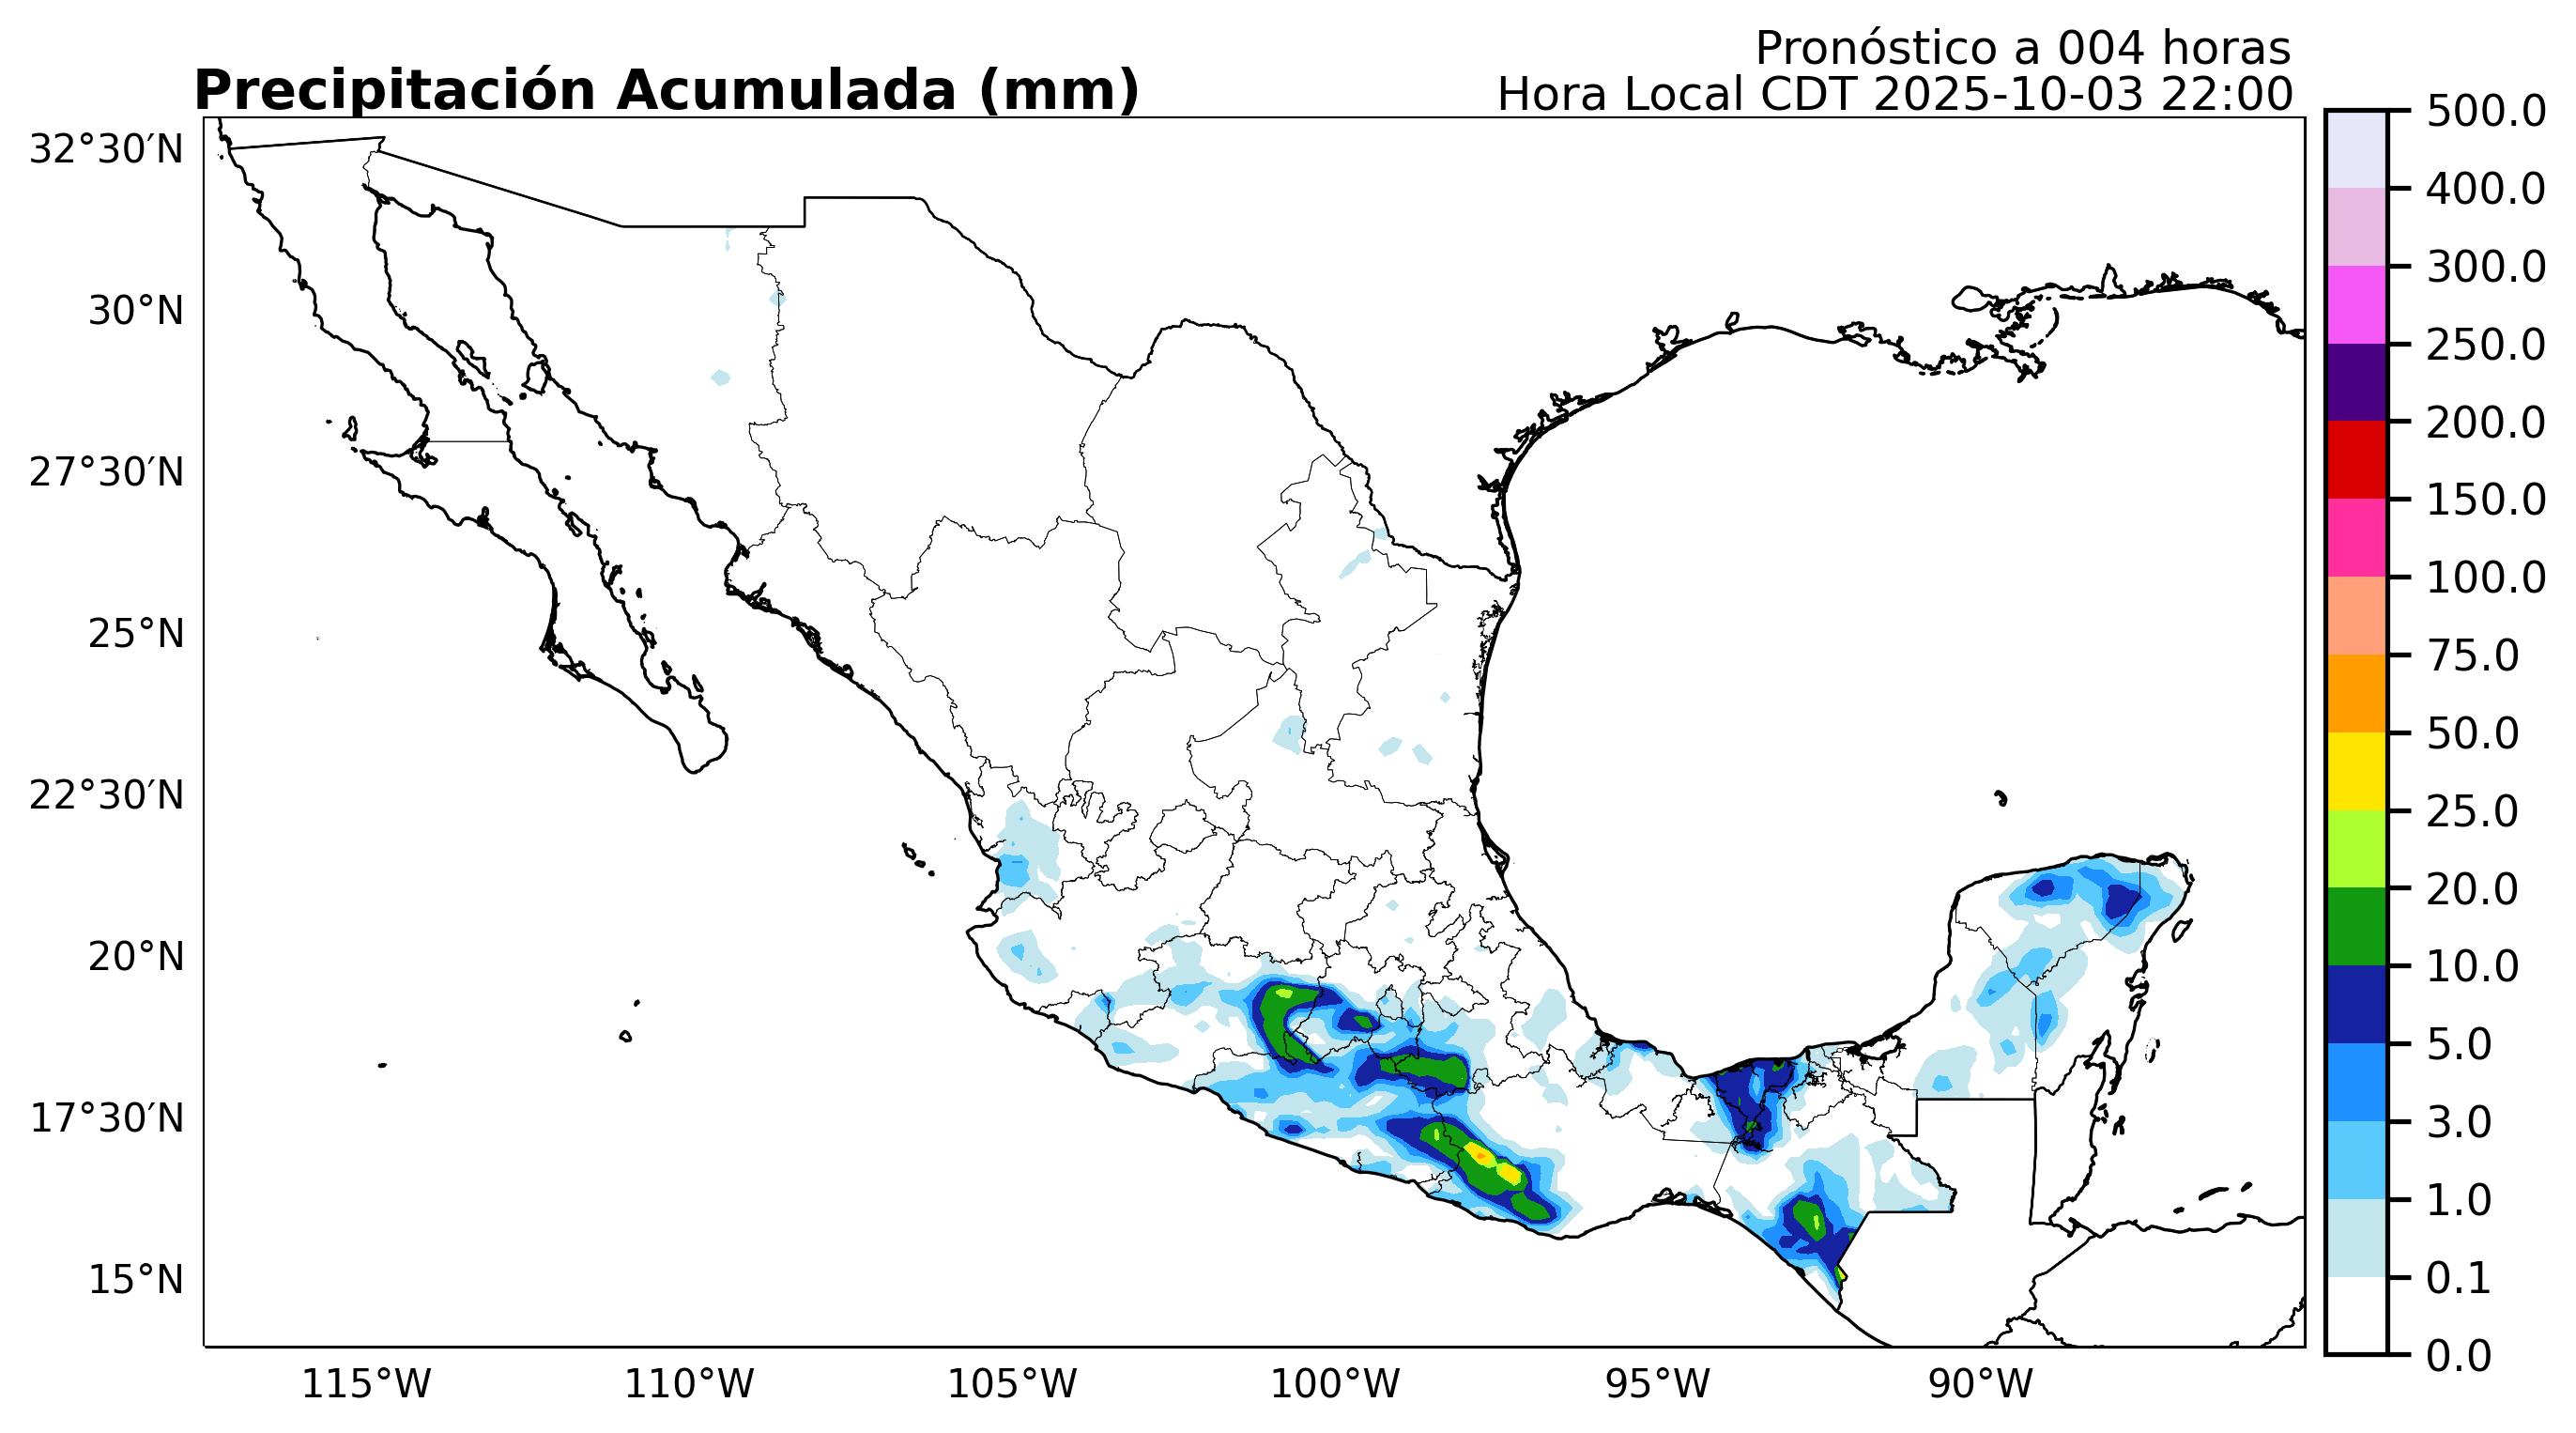 Pronóstico a 004 horas
Precipitación Acumulada (mm)
Hora Local CDT 2025-10-03 22:00
32°30′N
30°N
27°30′N
25°N
22°30′N
20°N
17°30′N
15°N
115°W
110°W
105°W
100°W
95°W
90°W
500.0
400.0
300.0
250.0
200.0
150.0
100.0
75.0
50.0
25.0
20.0
10.0
5.0
3.0
1.0
0.1
0.0